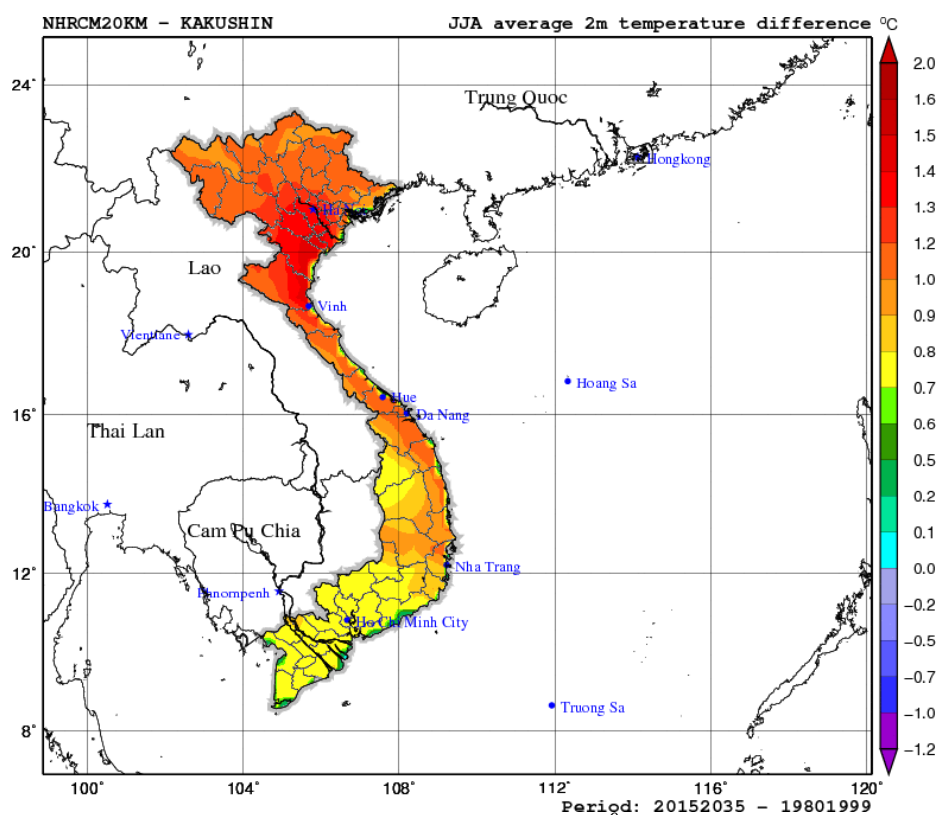 NHRCM20KM - KAKUSHIN JJA average 2m temperature difference °C
24°
20°
16°
12°
8°
100° 104° 108° 112° 116° 120°
Trung Quoc
Hongkong
Lao
Vinh
Vientiane
Hoang Sa
Hue
Da Nang
Thai Lan
Bangkok
Cam Pu Chia
Nha Trang
Phnompenh
Ho Chi Minh City
Truong Sa
2.0
1.6
1.5
1.4
1.3
1.2
1.0
0.9
0.8
0.7
0.6
0.5
0.2
0.1
0.0
-0.2
-0.5
-0.7
-1.0
-1.2
Period: 20152035 - 19801999